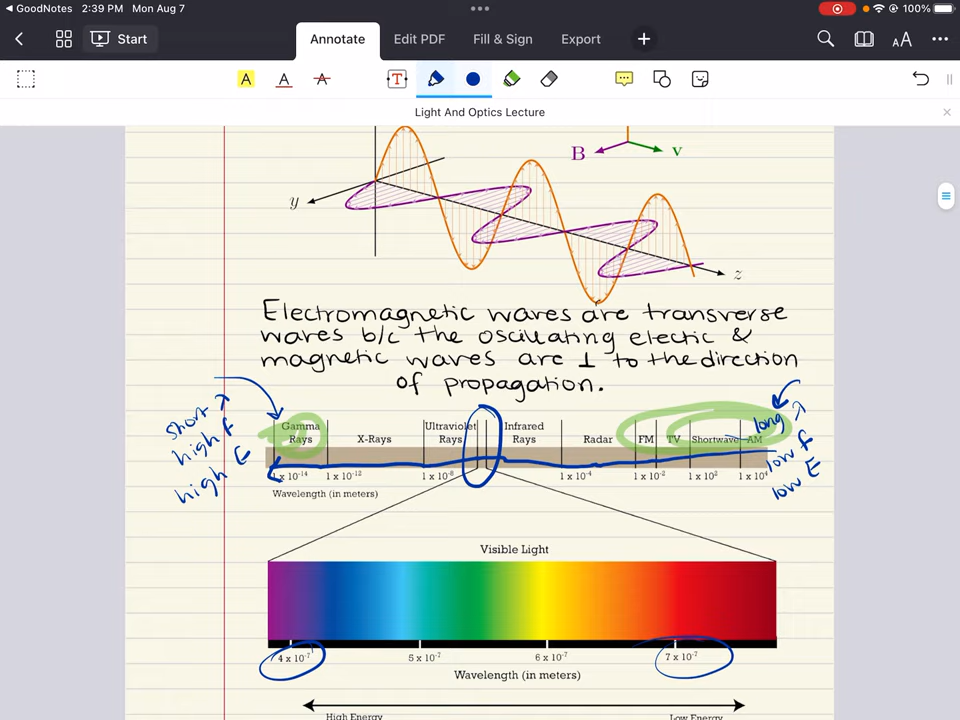 GoodNotes 2:39 PM Mon Aug 7 100%
Start Annotate Edit PDF Fill & Sign Export
A A A T
Light And Optics Lecture
B v
y
z
Electromagnetic waves are transverse
waves b/c the oscillating electic &
magnetic waves are ⊥ to the direction
of propagation.
short λ
high f
high E
long λ
low f
low E
Gamma Rays X-Rays Ultraviolet Rays Infrared Rays Radar FM TV Shortwave AM
1 x 10⁻¹⁴ 1 x 10⁻¹² 1 x 10⁻⁸ 1 x 10⁻⁴ 1 x 10⁻² 1 x 10² 1 x 10⁴
Wavelength (in meters)
Visible Light
4 x 10⁻⁷ 5 x 10⁻⁷ 6 x 10⁻⁷ 7 x 10⁻⁷
Wavelength (in meters)
High Energy Low Energy